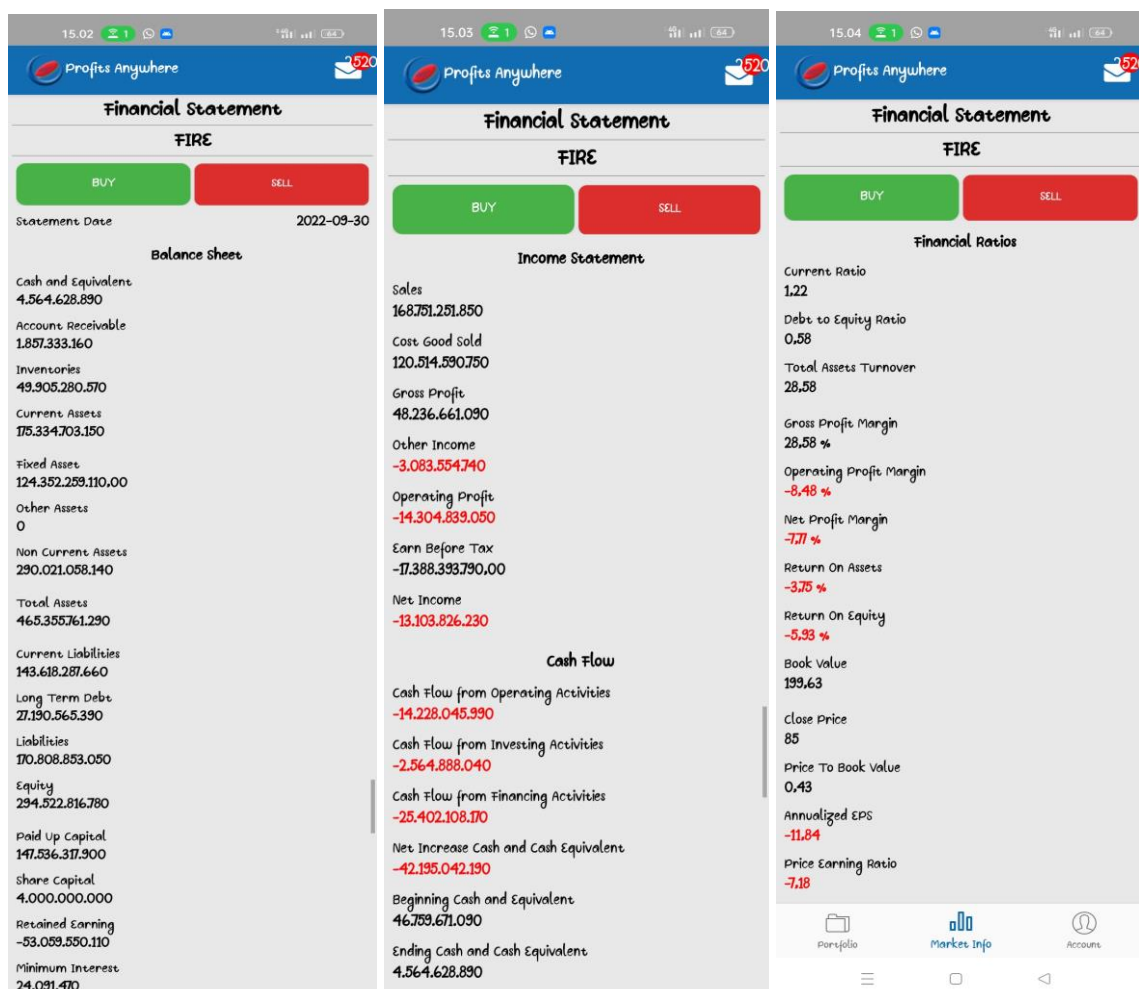 15.02 1 64
Profits Anywhere 2520
Financial Statement
FIRE
BUY SELL
Statement Date 2022-09-30
Balance Sheet
Cash and Equivalent
4.564.628.890
Account Receivable
1.857.333.160
Inventories
49.905.280.570
Current Assets
175.334.703.150
Fixed Asset
124.352.259.110,00
Other Assets
0
Non Current Assets
290.021.058.140
Total Assets
465.355.761.290
Current Liabilities
143.618.287.660
Long Term Debt
27.190.565.390
Liabilities
170.808.853.050
Equity
294.522.816.780
Paid Up Capital
147.536.317.900
Share Capital
4.000.000.000
Retained Earning
-53.059.550.110
Minimum Interest
24.091.470
15.03 1 64
Profits Anywhere 2520
Financial Statement
FIRE
BUY SELL
Income Statement
Sales
168.751.251.850
Cost Good Sold
120.514.590.750
Gross Profit
48.236.661.090
Other Income
-3.083.554.740
Operating Profit
-14.304.839.050
Earn Before Tax
-17.388.393.790,00
Net Income
-13.103.826.230
Cash Flow
Cash Flow from Operating Activities
-14.228.045.990
Cash Flow from Investing Activities
-2.564.888.040
Cash Flow from Financing Activities
-25.402.108.170
Net Increase Cash and Cash Equivalent
-42.195.042.190
Beginning Cash and Equivalent
46.759.671.090
Ending Cash and Cash Equivalent
4.564.628.890
15.04 1 64
Profits Anywhere 252
Financial Statement
FIRE
BUY SELL
Financial Ratios
Current Ratio
1,22
Debt to Equity Ratio
0,58
Total Assets Turnover
28,58
Gross Profit Margin
28,58 %
Operating Profit Margin
-8,48 %
Net Profit Margin
-7,77 %
Return On Assets
-3,75 %
Return On Equity
-5,93 %
Book Value
199,63
Close Price
85
Price To Book Value
0,43
Annualized EPS
-11,84
Price Earning Ratio
-7,18
Portfolio Market Info Account